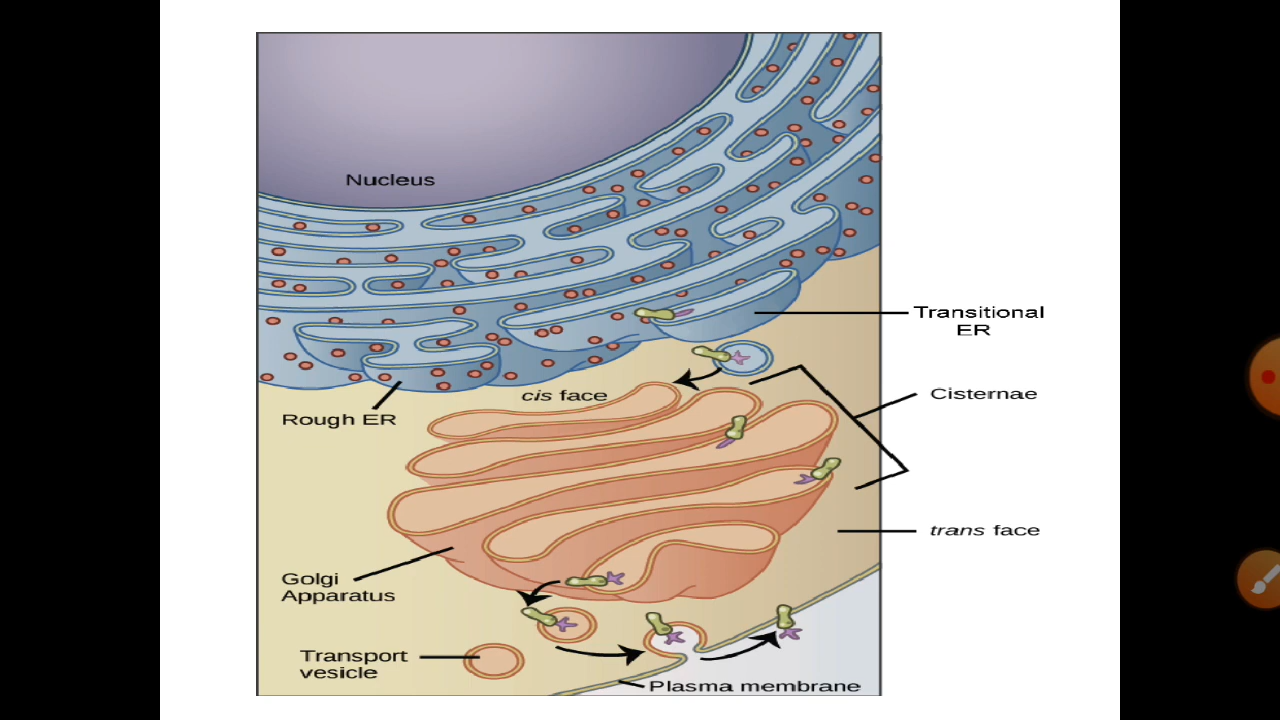 Nucleus
Transitional
ER
Cisternae
cis face
Rough ER
trans face
Golgi
Apparatus
Transport
vesicle
Plasma membrane